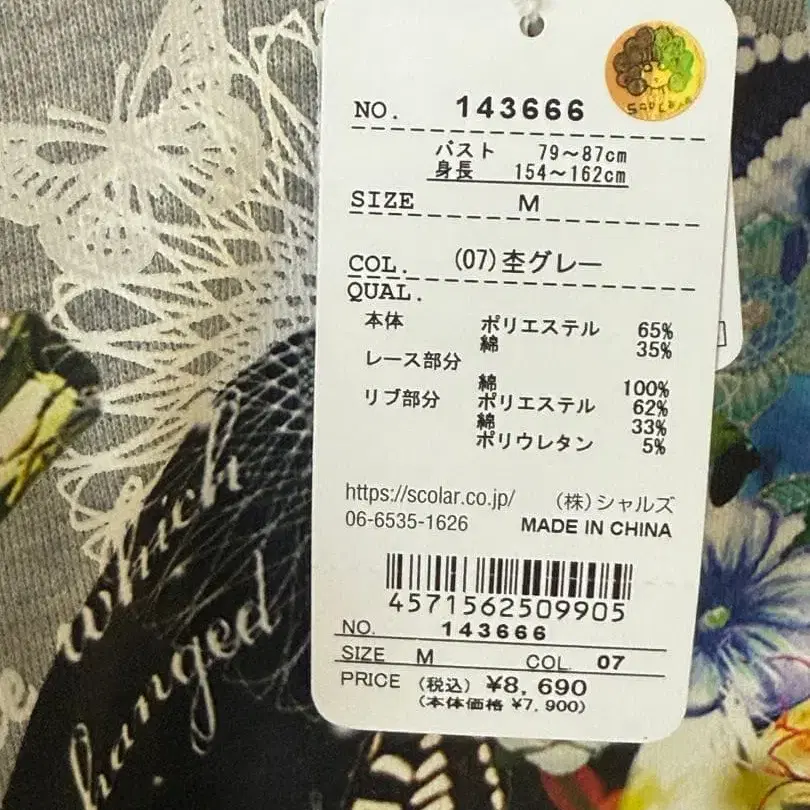 SCOLAR
NO. 143666
バスト 79～87cm
身長 154～162cm
SIZE M
COL. (07)杢グレー
QUAL.
本体 ポリエステル 65%
綿 35%
レース部分
綿 100%
リブ部分 ポリエステル 62%
綿 33%
ポリウレタン 5%
https://scolar.co.jp/ (株)シャルズ
06-6535-1626 MADE IN CHINA
4571562509905
NO. 143666
SIZE M COL. 07
PRICE (税込) ¥8,690
(本体価格 ¥7,900)
which
hanged